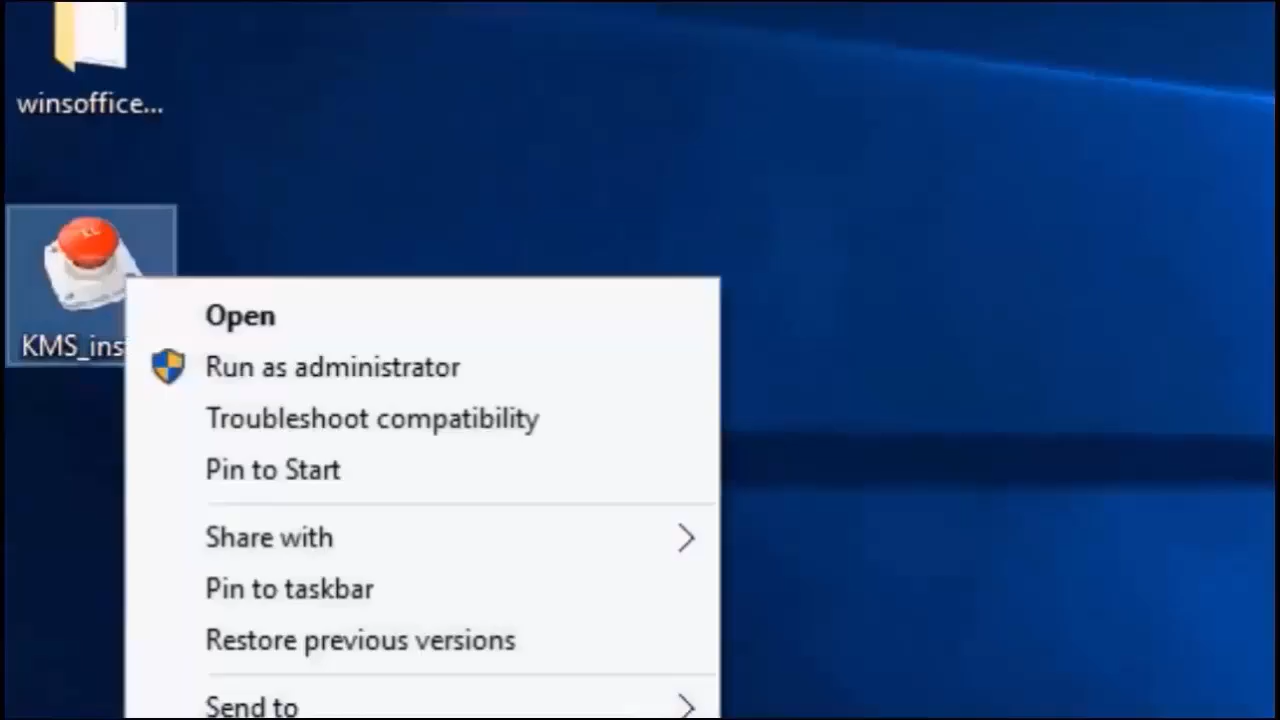 winsoffice...
KMS_ins
Open
Run as administrator
Troubleshoot compatibility
Pin to Start
Share with
Pin to taskbar
Restore previous versions
Send to